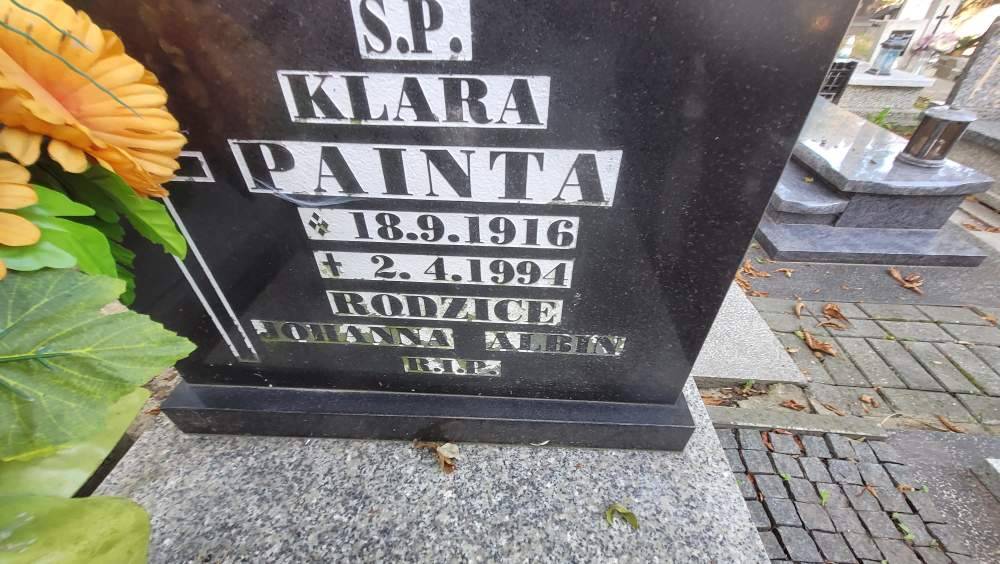 S.P.
KLARA
PAINTA
18.9.1916
2.4.1994
RODZICE
JOHANNA ALBIN
R.I.P.